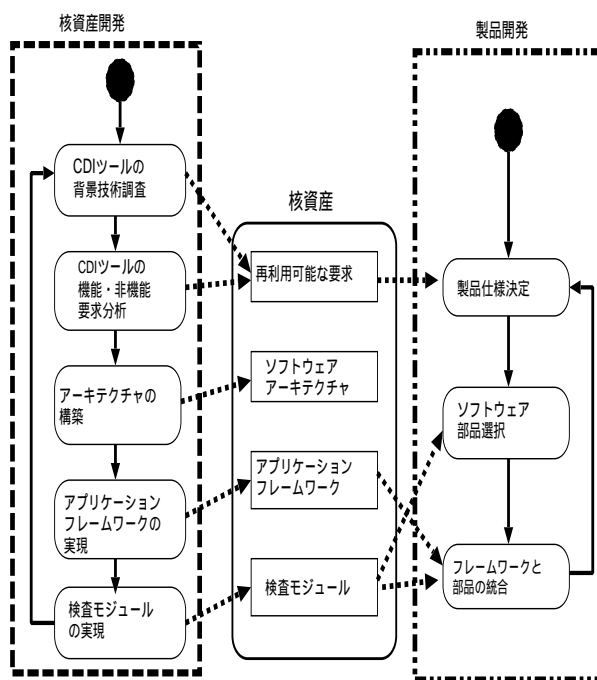 核資産開発
CDIツールの
背景技術調査
CDIツールの
機能・非機能
要求分析
アーキテクチャの
構築
アプリケーション
フレームワークの
実現
検査モジュール
の実現
核資産
再利用可能な要求
ソフトウェア
アーキテクチャ
アプリケーション
フレームワーク
検査モジュール
製品開発
製品仕様決定
ソフトウェア
部品選択
フレームワークと
部品の統合